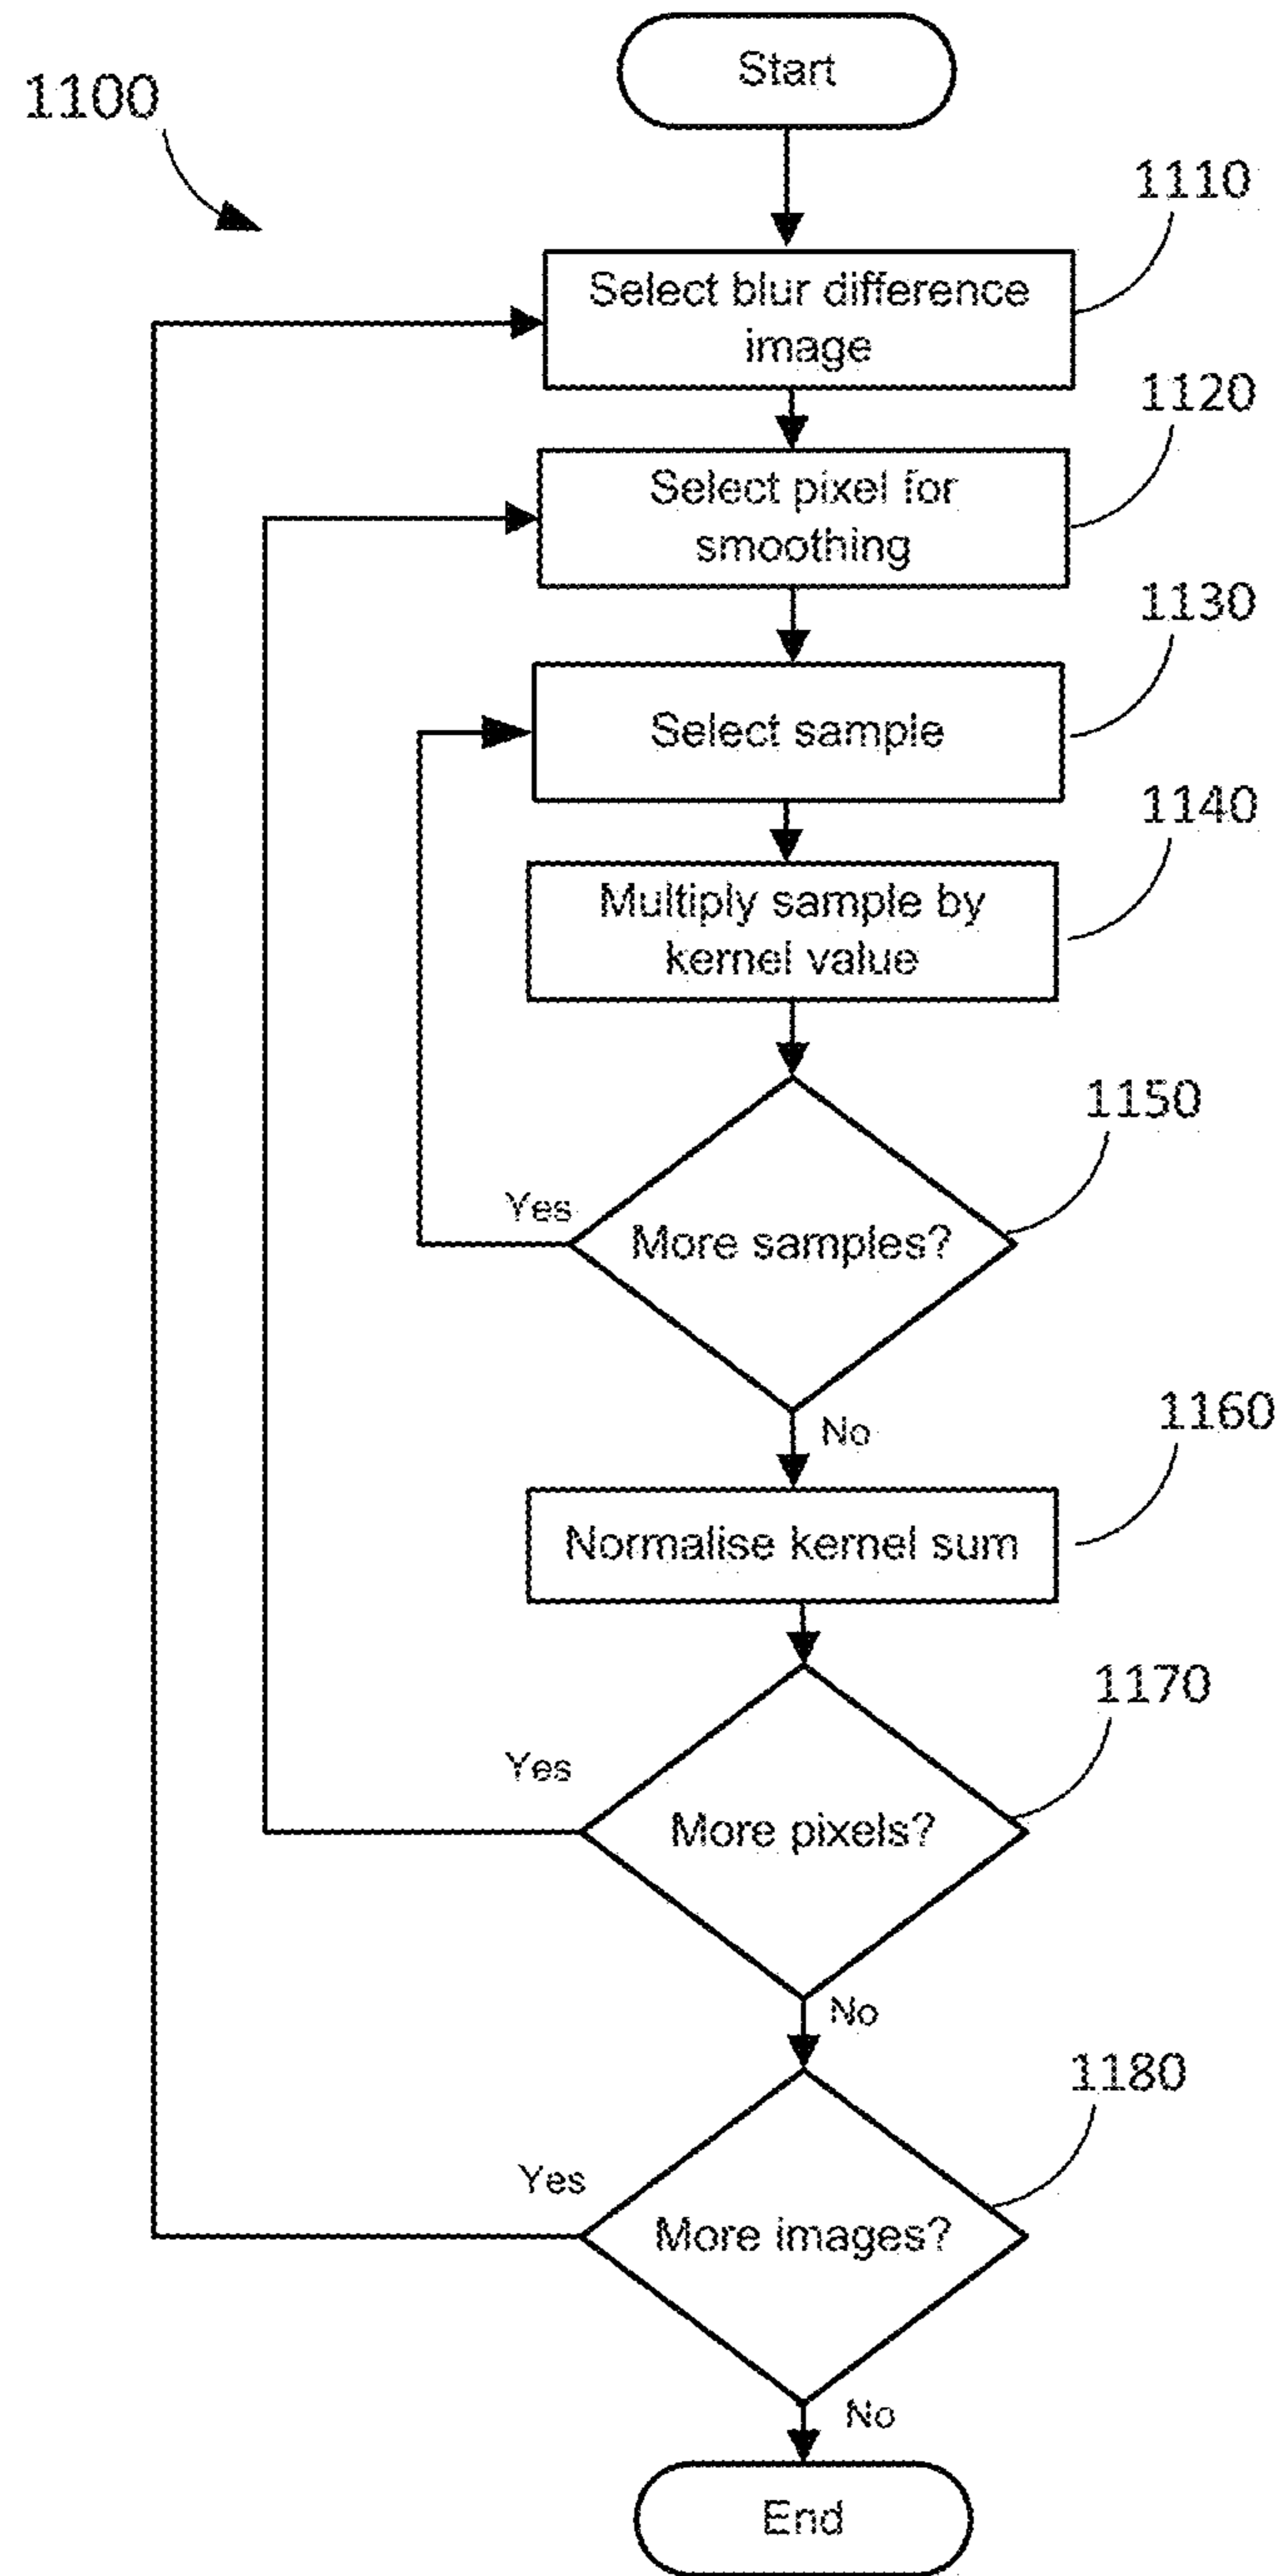 Start
1100
1110
Select blur difference
image
1120
Select pixel for
smoothing
1130
Select sample
1140
Multiply sample by
kernel value
1150
Yes
More samples?
No
1160
Normalise kernel sum
1170
Yes
More pixels?
No
1180
Yes
More images?
No
End